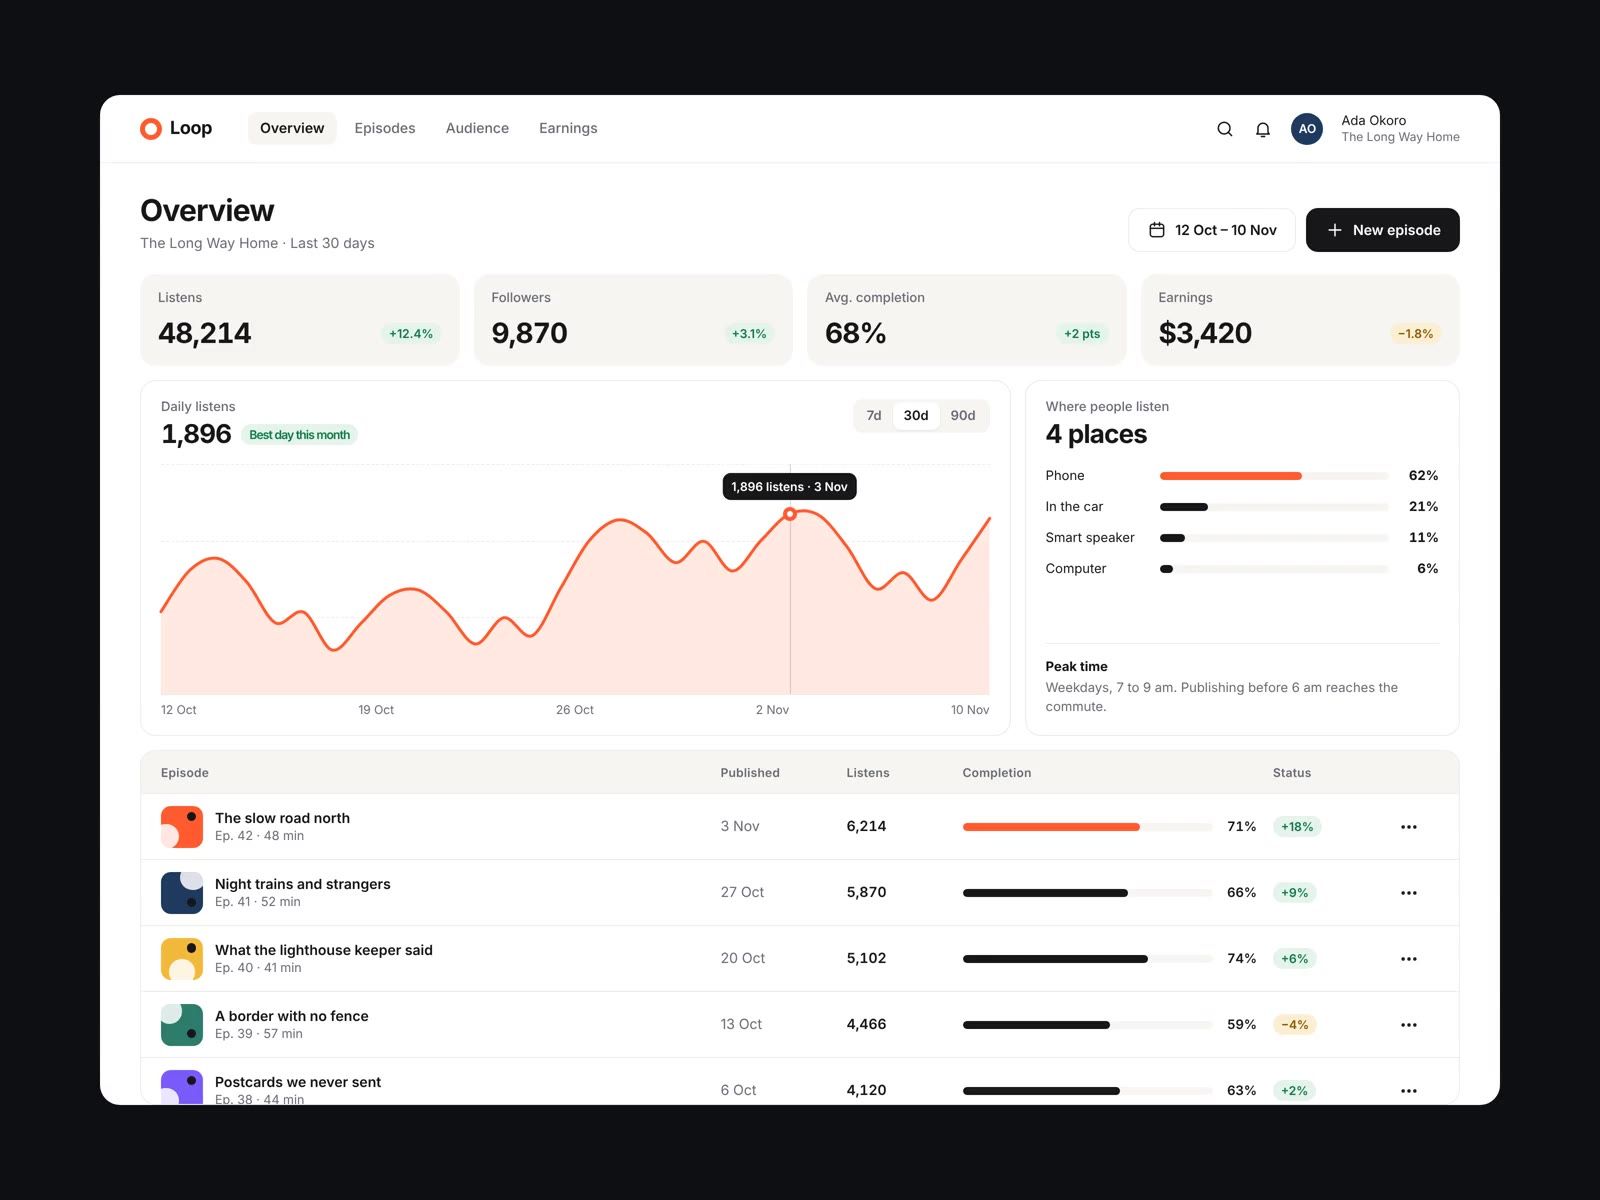 Loop
Overview
Episodes
Audience
Earnings
AO
Ada Okoro
The Long Way Home
Overview
The Long Way Home · Last 30 days
12 Oct – 10 Nov
New episode
Listens
48,214
+12.4%
Followers
9,870
+3.1%
Avg. completion
68%
+2 pts
Earnings
$3,420
−1.8%
Daily listens
1,896
Best day this month
7d
30d
90d
1,896 listens · 3 Nov
12 Oct
19 Oct
26 Oct
2 Nov
10 Nov
Where people listen
4 places
Phone
62%
In the car
21%
Smart speaker
11%
Computer
6%
Peak time
Weekdays, 7 to 9 am. Publishing before 6 am reaches the
commute.
Episode
Published
Listens
Completion
Status
The slow road north
Ep. 42 · 48 min
3 Nov
6,214
71%
+18%
Night trains and strangers
Ep. 41 · 52 min
27 Oct
5,870
66%
+9%
What the lighthouse keeper said
Ep. 40 · 41 min
20 Oct
5,102
74%
+6%
A border with no fence
Ep. 39 · 57 min
13 Oct
4,466
59%
−4%
Postcards we never sent
Ep. 38 · 44 min
6 Oct
4,120
63%
+2%